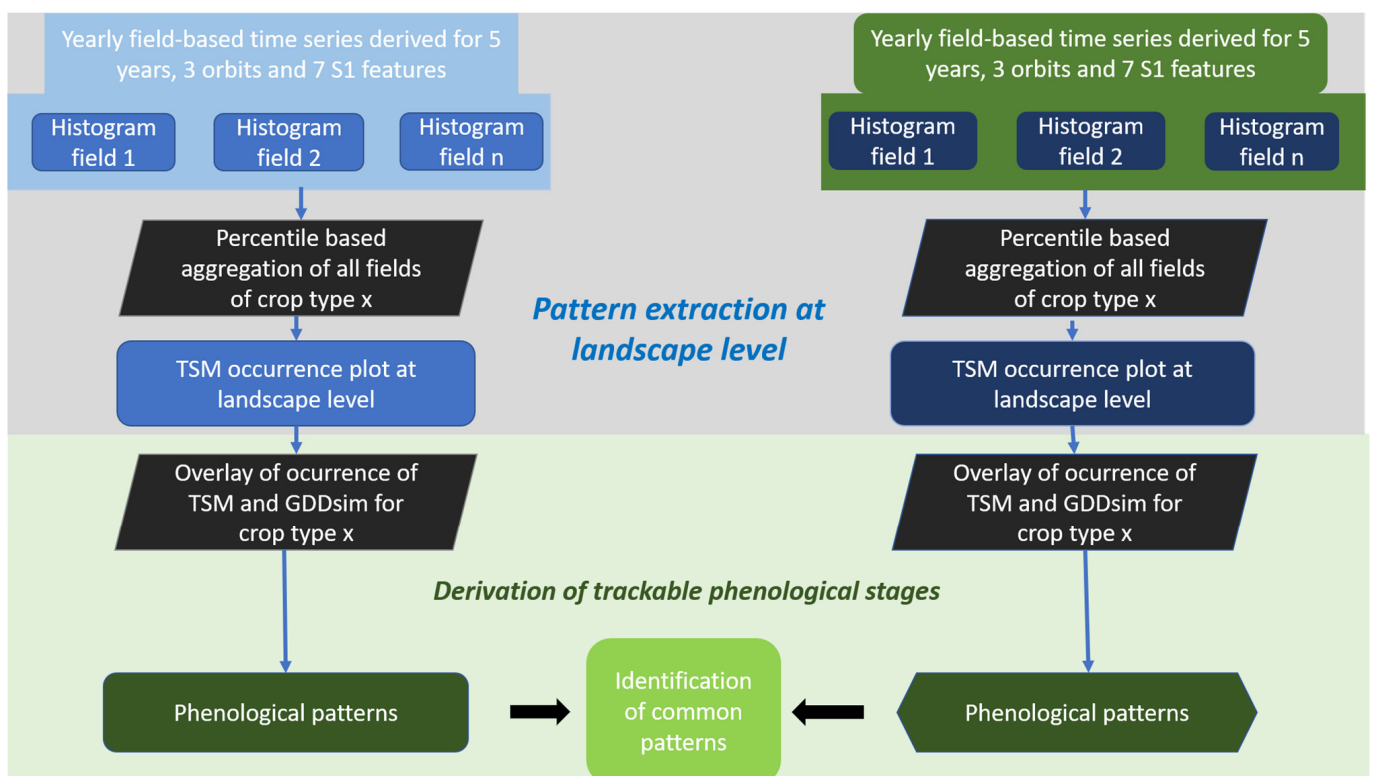 Yearly field-based time series derived for 5
years, 3 orbits and 7 S1 features
Histogram
field 1
Histogram
field 2
Histogram
field n
Percentile based
aggregation of all fields
of crop type x
TSM occurrence plot at
landscape level
Overlay of ocurrence of
TSM and GDDsim for
crop type x
Phenological patterns
Pattern extraction at
landscape level
Derivation of trackable phenological stages
Identification
of common
patterns
Yearly field-based time series derived for 5
years, 3 orbits and 7 S1 features
Histogram
field 1
Histogram
field 2
Histogram
field n
Percentile based
aggregation of all fields
of crop type x
TSM occurrence plot at
landscape level
Overlay of ocurrence of
TSM and GDDsim for
crop type x
Phenological patterns